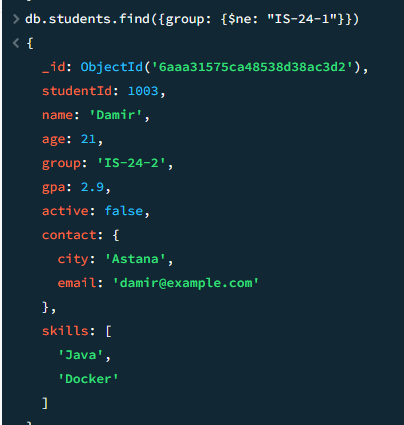 > db.students.find({group: {$ne: "IS-24-1"}})
< {
_id: ObjectId('6aaa31575ca48538d38ac3d2'),
studentId: 1003,
name: 'Damir',
age: 21,
group: 'IS-24-2',
gpa: 2.9,
active: false,
contact: {
city: 'Astana',
email: 'damir@example.com'
},
skills: [
'Java',
'Docker'
]